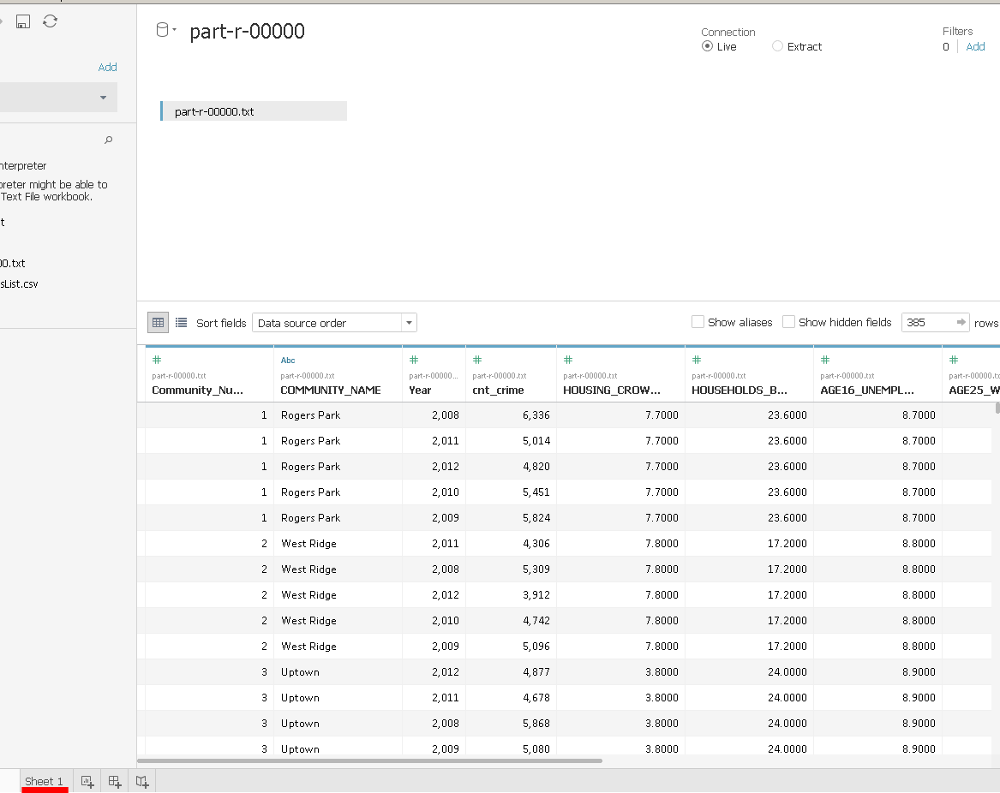 part-r-00000
Connection
Live
Extract
Filters
0
Add
Add
part-r-00000.txt
nterpreter
preter might be able to
Text File workbook.
t
00.txt
sList.csv
Sort fields
Data source order
Show aliases
Show hidden fields
385
rows
# Abc # # # # # #
part-r-00000.txt part-r-00000.txt part-r-00000... part-r-00000.txt part-r-00000.txt part-r-00000.txt part-r-00000.txt part-r-00000.tx
Community_Nu... COMMUNITY_NAME Year cnt_crime HOUSING_CROW... HOUSEHOLDS_B... AGE16_UNEMPL... AGE25_W
1 Rogers Park 2,008 6,336 7.7000 23.6000 8.7000
1 Rogers Park 2,011 5,014 7.7000 23.6000 8.7000
1 Rogers Park 2,012 4,820 7.7000 23.6000 8.7000
1 Rogers Park 2,010 5,451 7.7000 23.6000 8.7000
1 Rogers Park 2,009 5,824 7.7000 23.6000 8.7000
2 West Ridge 2,011 4,306 7.8000 17.2000 8.8000
2 West Ridge 2,008 5,309 7.8000 17.2000 8.8000
2 West Ridge 2,012 3,912 7.8000 17.2000 8.8000
2 West Ridge 2,010 4,742 7.8000 17.2000 8.8000
2 West Ridge 2,009 5,096 7.8000 17.2000 8.8000
3 Uptown 2,012 4,877 3.8000 24.0000 8.9000
3 Uptown 2,011 4,678 3.8000 24.0000 8.9000
3 Uptown 2,008 5,868 3.8000 24.0000 8.9000
3 Uptown 2,009 5,080 3.8000 24.0000 8.9000
Sheet 1